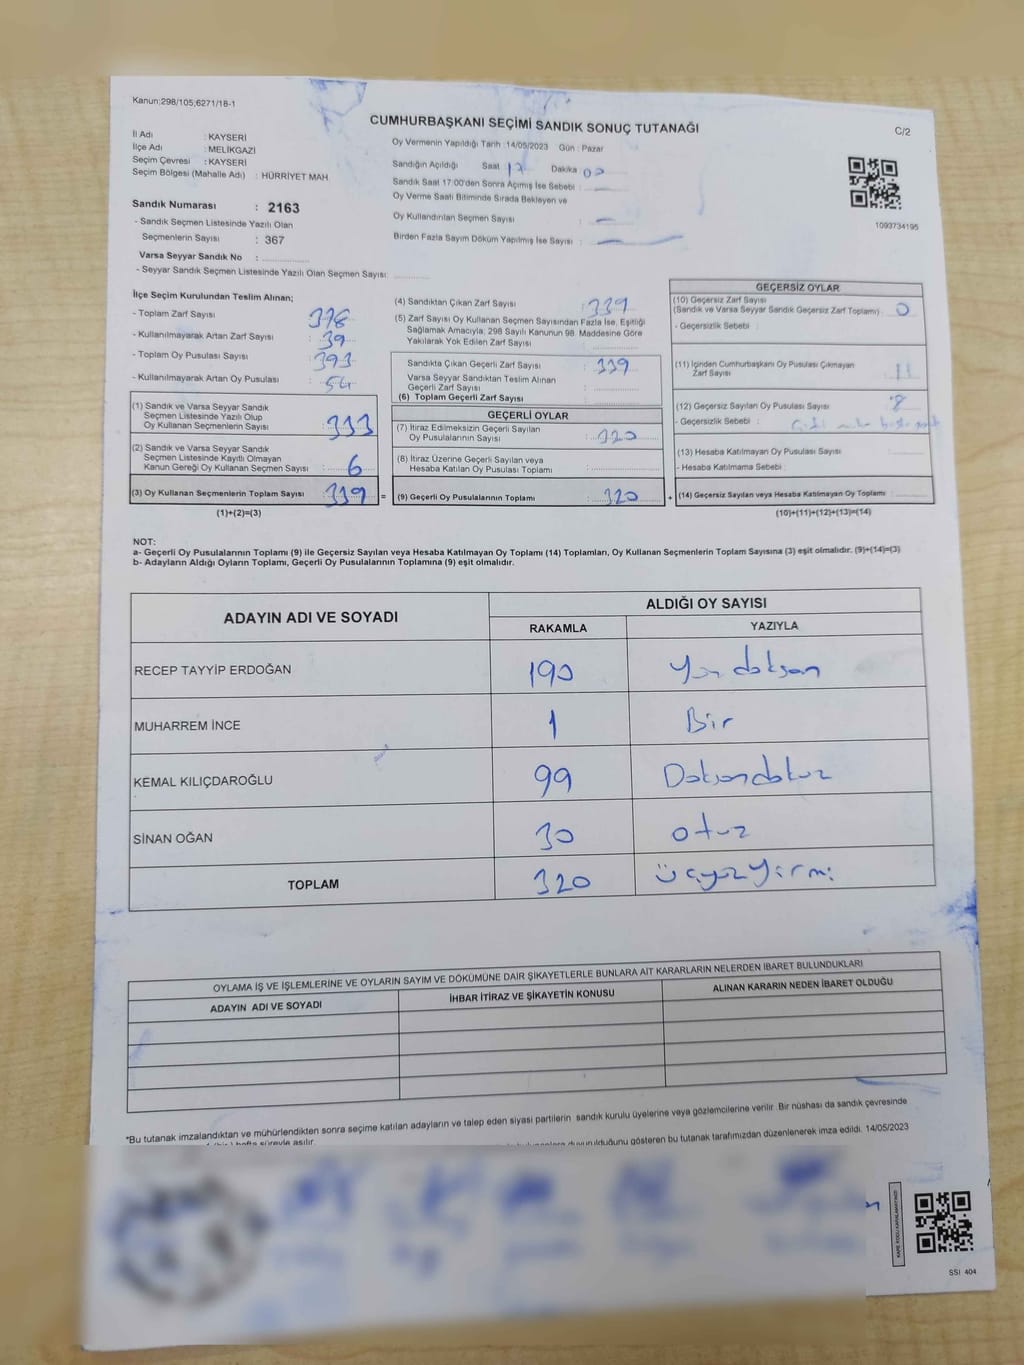 Kanun;298/105;6271/18-1
CUMHURBAŞKANI SEÇİMİ SANDIK SONUÇ TUTANAĞI
C/2
İl Adı : KAYSERİ
İlçe Adı : MELİKGAZİ
Seçim Çevresi : KAYSERİ
Seçim Bölgesi (Mahalle Adı) : HÜRRİYET MAH.
Sandık Numarası : 2163
- Sandık Seçmen Listesinde Yazılı Olan
Seçmenlerin Sayısı : 367
Varsa Seyyar Sandık No :
- Seyyar Sandık Seçmen Listesinde Yazılı Olan Seçmen Sayısı:
Oy Vermenin Yapıldığı Tarih :14/05/2023 Gün : Pazar
Sandığın Açıldığı Saat 17 Dakika 00
Sandık Saat 17:00'den Sonra Açımış İse Sebebi :
Oy Verme Saati Bitiminde Sırada Bekleyen ve
Oy Kullandırılan Seçmen Sayısı :
Birden Fazla Sayım Döküm Yapılmış İse Sayısı :
1093734195
İlçe Seçim Kurulundan Teslim Alınan;
- Toplam Zarf Sayısı : 378
- Kullanılmayarak Artan Zarf Sayısı : 39
- Toplam Oy Pusulası Sayısı : 393
- Kullanılmayarak Artan Oy Pusulası : 54
(1) Sandık ve Varsa Seyyar Sandık
Seçmen Listesinde Yazılı Olup
Oy Kullanan Seçmenlerin Sayısı : 333
(2) Sandık ve Varsa Seyyar Sandık
Seçmen Listesinde Kayıtlı Olmayan
Kanun Gereği Oy Kullanan Seçmen Sayısı : 6
(3) Oy Kullanan Seçmenlerin Toplam Sayısı : 339 =
(1)+(2)=(3)
(4) Sandıktan Çıkan Zarf Sayısı : 339
(5) Zarf Sayısı Oy Kullanan Seçmen Sayısından Fazla İse, Eşitliği
Sağlamak Amacıyla; 298 Sayılı Kanunun 98. Maddesine Göre
Yakılarak Yok Edilen Zarf Sayısı :
Sandıkta Çıkan Geçerli Zarf Sayısı : 339
Varsa Seyyar Sandıktan Teslim Alınan
Geçerli Zarf Sayısı :
(6) Toplam Geçerli Zarf Sayısı :
GEÇERLİ OYLAR
(7) İtiraz Edilmeksizin Geçerli Sayılan
Oy Pusulalarının Sayısı : 320
(8) İtiraz Üzerine Geçerli Sayılan veya
Hesaba Katılan Oy Pusulası Toplamı :
(9) Geçerli Oy Pusulalarının Toplamı : 320 +
GEÇERSİZ OYLAR
(10) Geçersiz Zarf Sayısı
(Sandık ve Varsa Seyyar Sandık Geçersiz Zarf Toplamı) : 0
- Geçersizlik Sebebi :
(11) İçinden Cumhurbaşkanı Oy Pusulası Çıkmayan
Zarf Sayısı : 11
(12) Geçersiz Sayılan Oy Pusulası Sayısı : 8
- Geçersizlik Sebebi :
(13) Hesaba Katılmayan Oy Pusulası Sayısı :
- Hesaba Katılmama Sebebi :
(14) Geçersiz Sayılan veya Hesaba Katılmayan Oy Toplamı :
(10)+(11)+(12)+(13)=(14)
NOT:
a- Geçerli Oy Pusulalarının Toplamı (9) ile Geçersiz Sayılan veya Hesaba Katılmayan Oy Toplamı (14) Toplamları, Oy Kullanan Seçmenlerin Toplam Sayısına (3) eşit olmalıdır. (9)+(14)=(3)
b- Adayların Aldığı Oyların Toplamı, Geçerli Oy Pusulalarının Toplamına (9) eşit olmalıdır.
ADAYIN ADI VE SOYADI
ALDIĞI OY SAYISI
RAKAMLA YAZIYLA
RECEP TAYYİP ERDOĞAN 190 Yüz doksan
MUHARREM İNCE 1 Bir
KEMAL KILIÇDAROĞLU 99 Doksandokuz
SİNAN OĞAN 30 otuz
TOPLAM 320 üçyüzyirmi
OYLAMA İŞ VE İŞLEMLERİNE VE OYLARIN SAYIM VE DÖKÜMÜNE DAİR ŞİKAYETLERLE BUNLARA AİT KARARLARIN NELERDEN İBARET BULUNDUKLARI
ADAYIN ADI VE SOYADI İHBAR İTİRAZ VE ŞİKAYETİN KONUSU ALINAN KARARIN NEDEN İBARET OLDUĞU
*Bu tutanak imzalandıktan ve mühürlendikten sonra seçime katılan adayların ve talep eden siyasi partilerin sandık kurulu üyelerine veya gözlemcilerine verilir. Bir nüshası da sandık çevresinde
hafta süreyle asılır.
duyurulduğunu gösteren bu tutanak tarafımızdan düzenlenerek imza edildi. 14/05/2023
SSI 404